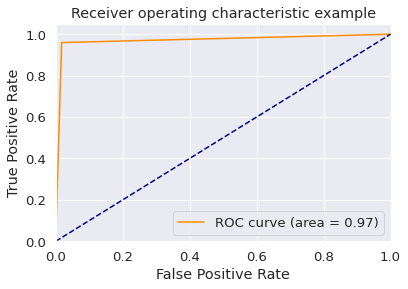 Receiver operating characteristic example
True Positive Rate
1.0
0.8
0.6
0.4
0.2
0.0
ROC curve (area = 0.97)
0.0 0.2 0.4 0.6 0.8 1.0
False Positive Rate